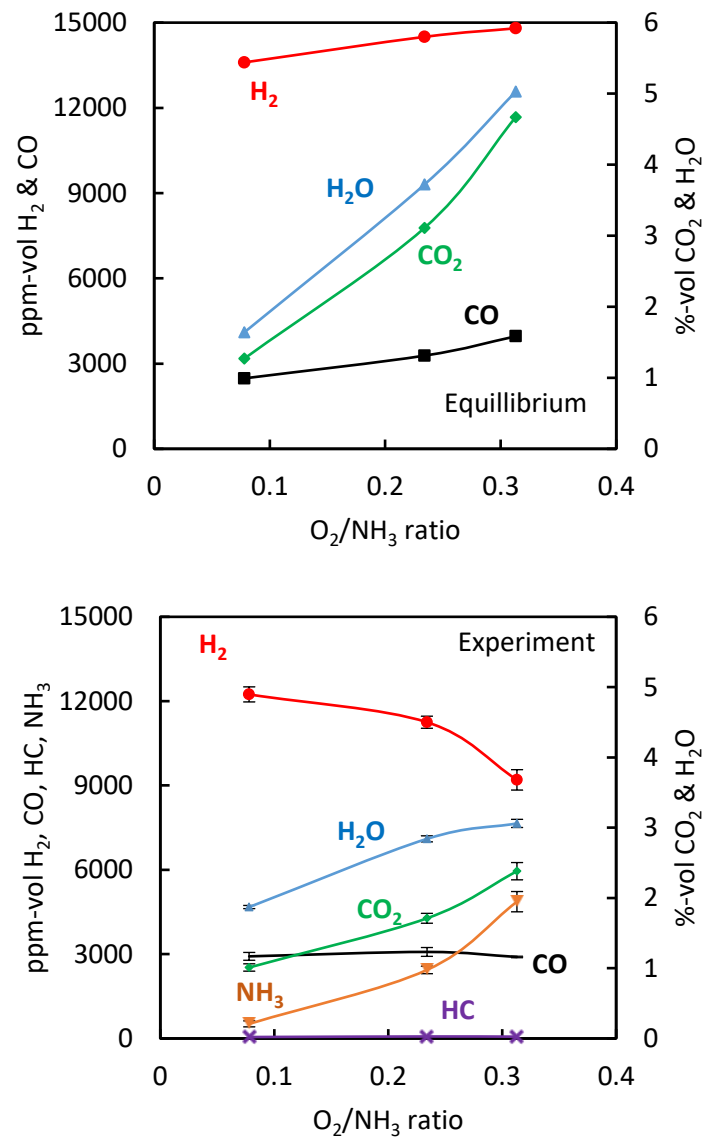 15000
12000
9000
6000
3000
0
ppm-vol H₂ & CO
H₂
H₂O
CO₂
CO
Equillibrium
6
5
4
3
2
1
0
%-vol CO₂ & H₂O
0
0.1
0.2
0.3
0.4
O₂/NH₃ ratio
15000
12000
9000
6000
3000
0
ppm-vol H₂, CO, HC, NH₃
H₂
Experiment
H₂O
CO₂
CO
NH₃
HC
6
5
4
3
2
1
0
%-vol CO₂ & H₂O
0
0.1
0.2
0.3
0.4
O₂/NH₃ ratio